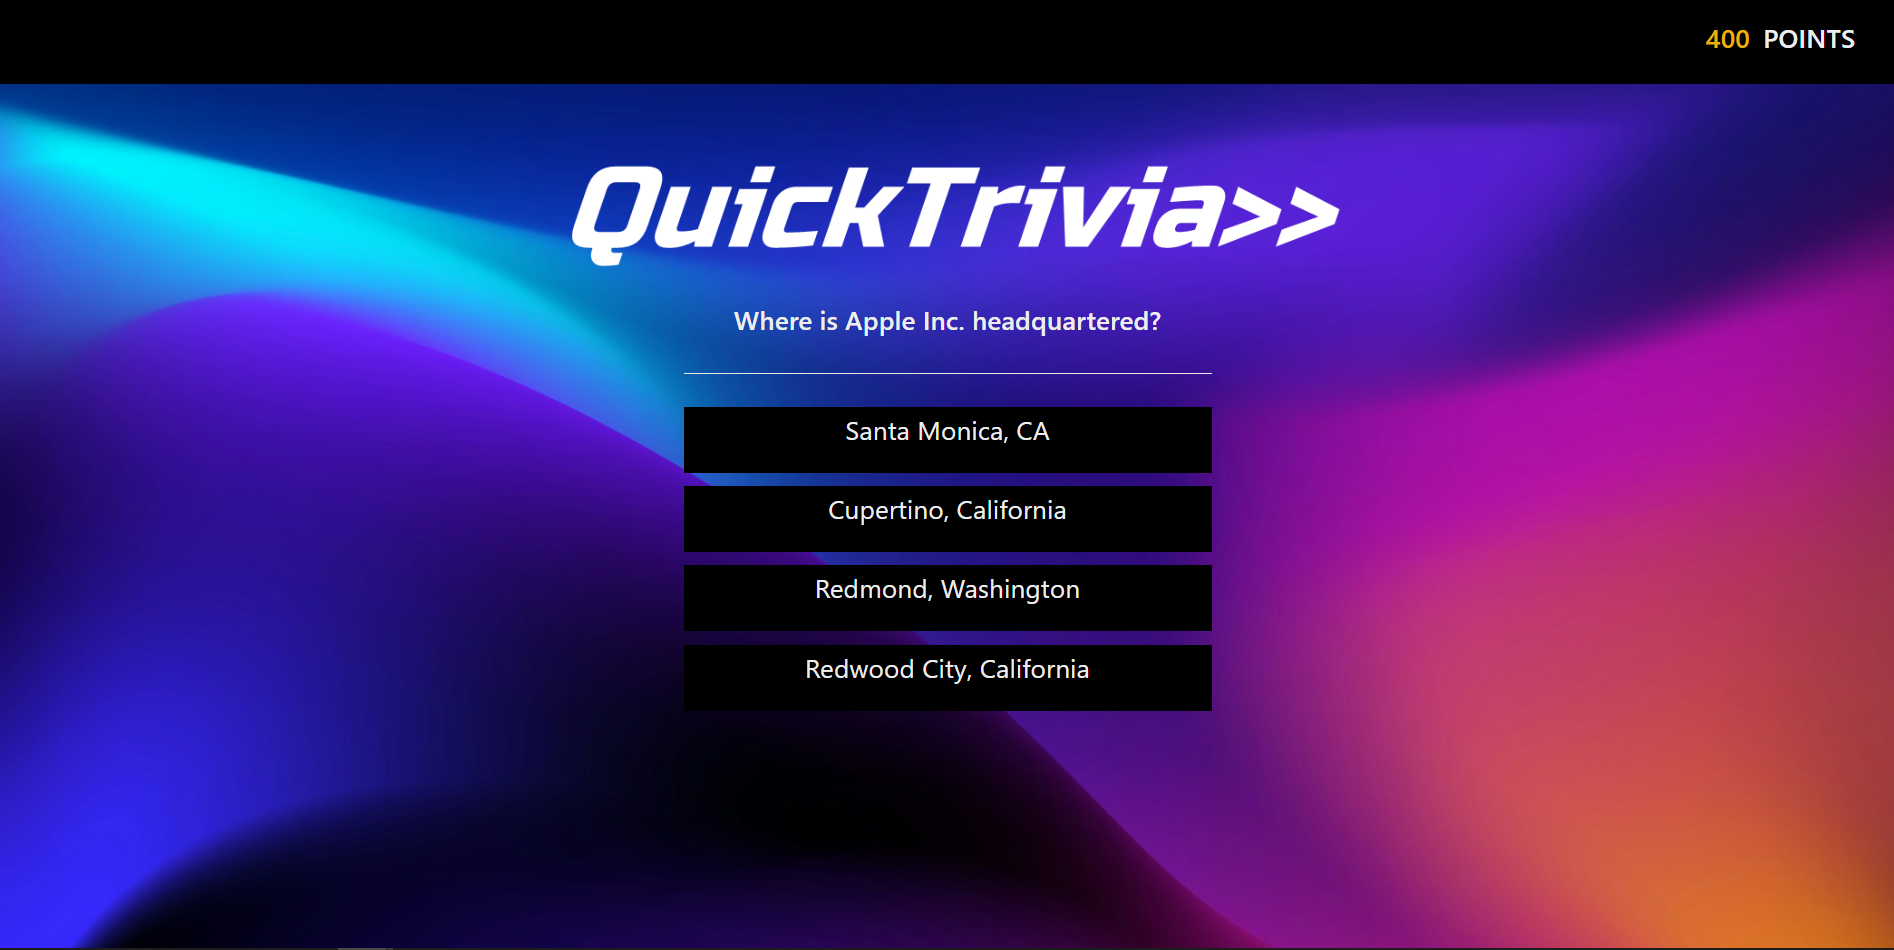 400 POINTS
QuickTrivia>>
Where is Apple Inc. headquartered?
Santa Monica, CA
Cupertino, California
Redmond, Washington
Redwood City, California